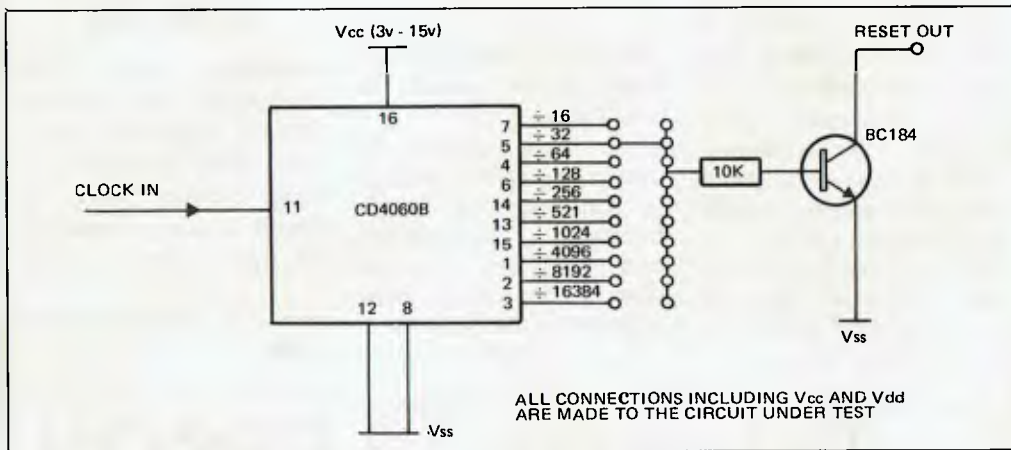 Vcc (3v - 15v)
RESET OUT
16
7 ÷ 16
5 ÷ 32
4 ÷ 64
6 ÷ 128
14 ÷ 256
13 ÷ 521
15 ÷ 1024
1 ÷ 4096
2 ÷ 8192
3 ÷ 16384
BC184
10K
CLOCK IN
11
CD4060B
12 8
Vss
Vss
ALL CONNECTIONS INCLUDING Vcc AND Vdd
ARE MADE TO THE CIRCUIT UNDER TEST